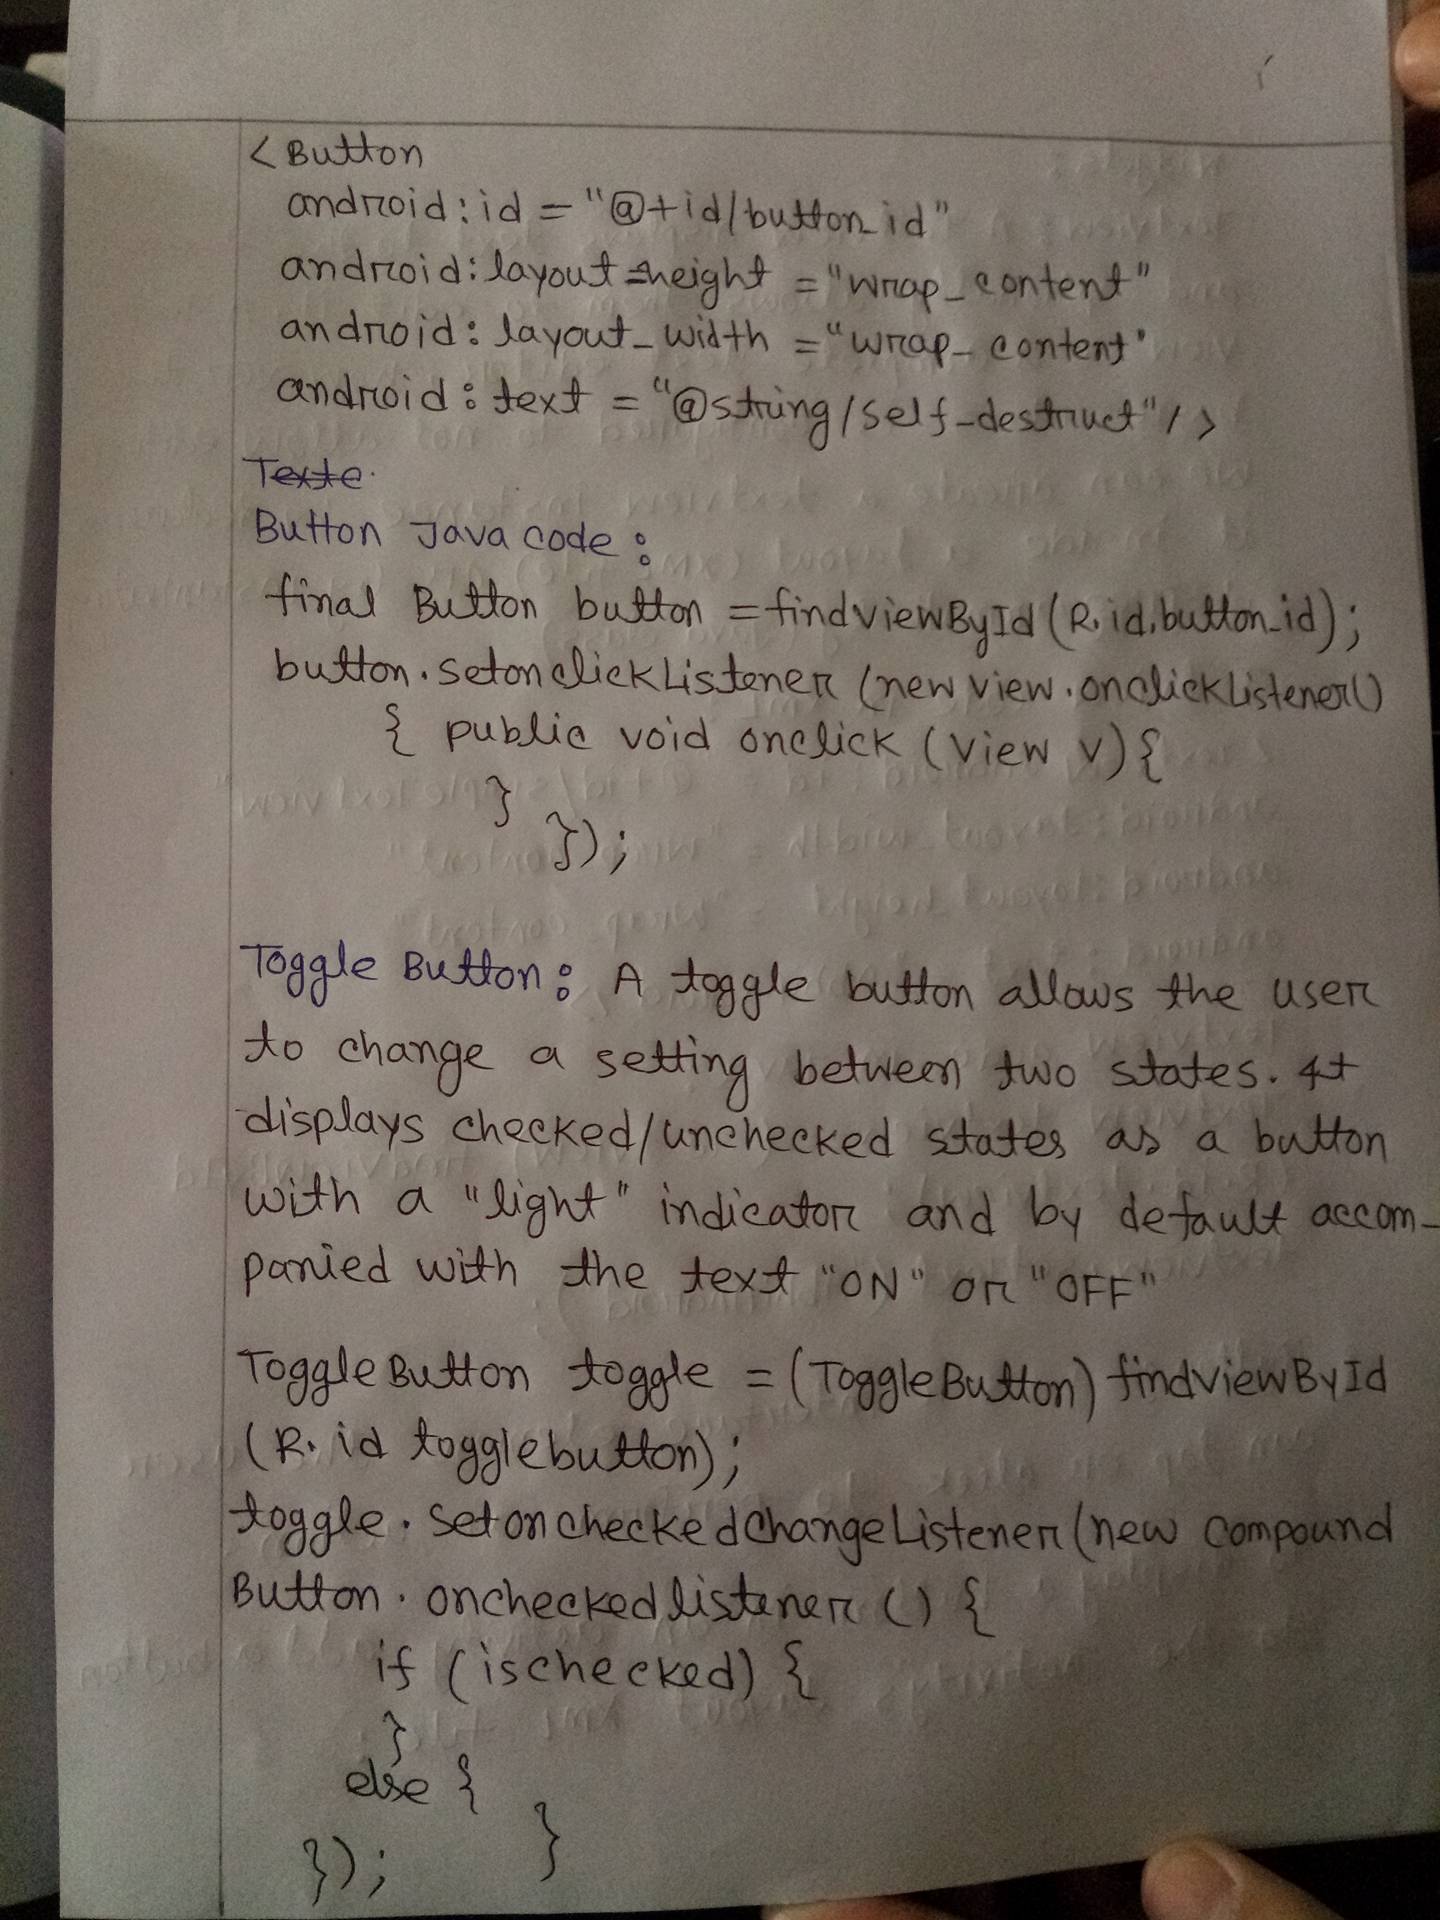 < Button
android:id = "@+id/button_id"
android:layout_height = "wrap_content"
android: layout_width = "wrap_content"
android: text = "@string/self_destruct" />
Texte.
Button Java code:
final Button button = findViewById (R.id.button_id);
button.setonclickListener (new view.onclickListener()
{ public void onclick (View v){
}
});
Toggle Button: A toggle button allows the user
to change a setting between two states. It
displays checked/unchecked states as a button
with a "light" indicator and by default accom-
panied with the text "ON" or "OFF"
ToggleButton toggle = (ToggleButton) findviewById
(R. id togglebutton);
toggle. setoncheckedchangeListener (new compound
Button. oncheckedlistener () {
if (ischecked) {
}
else {
}
});